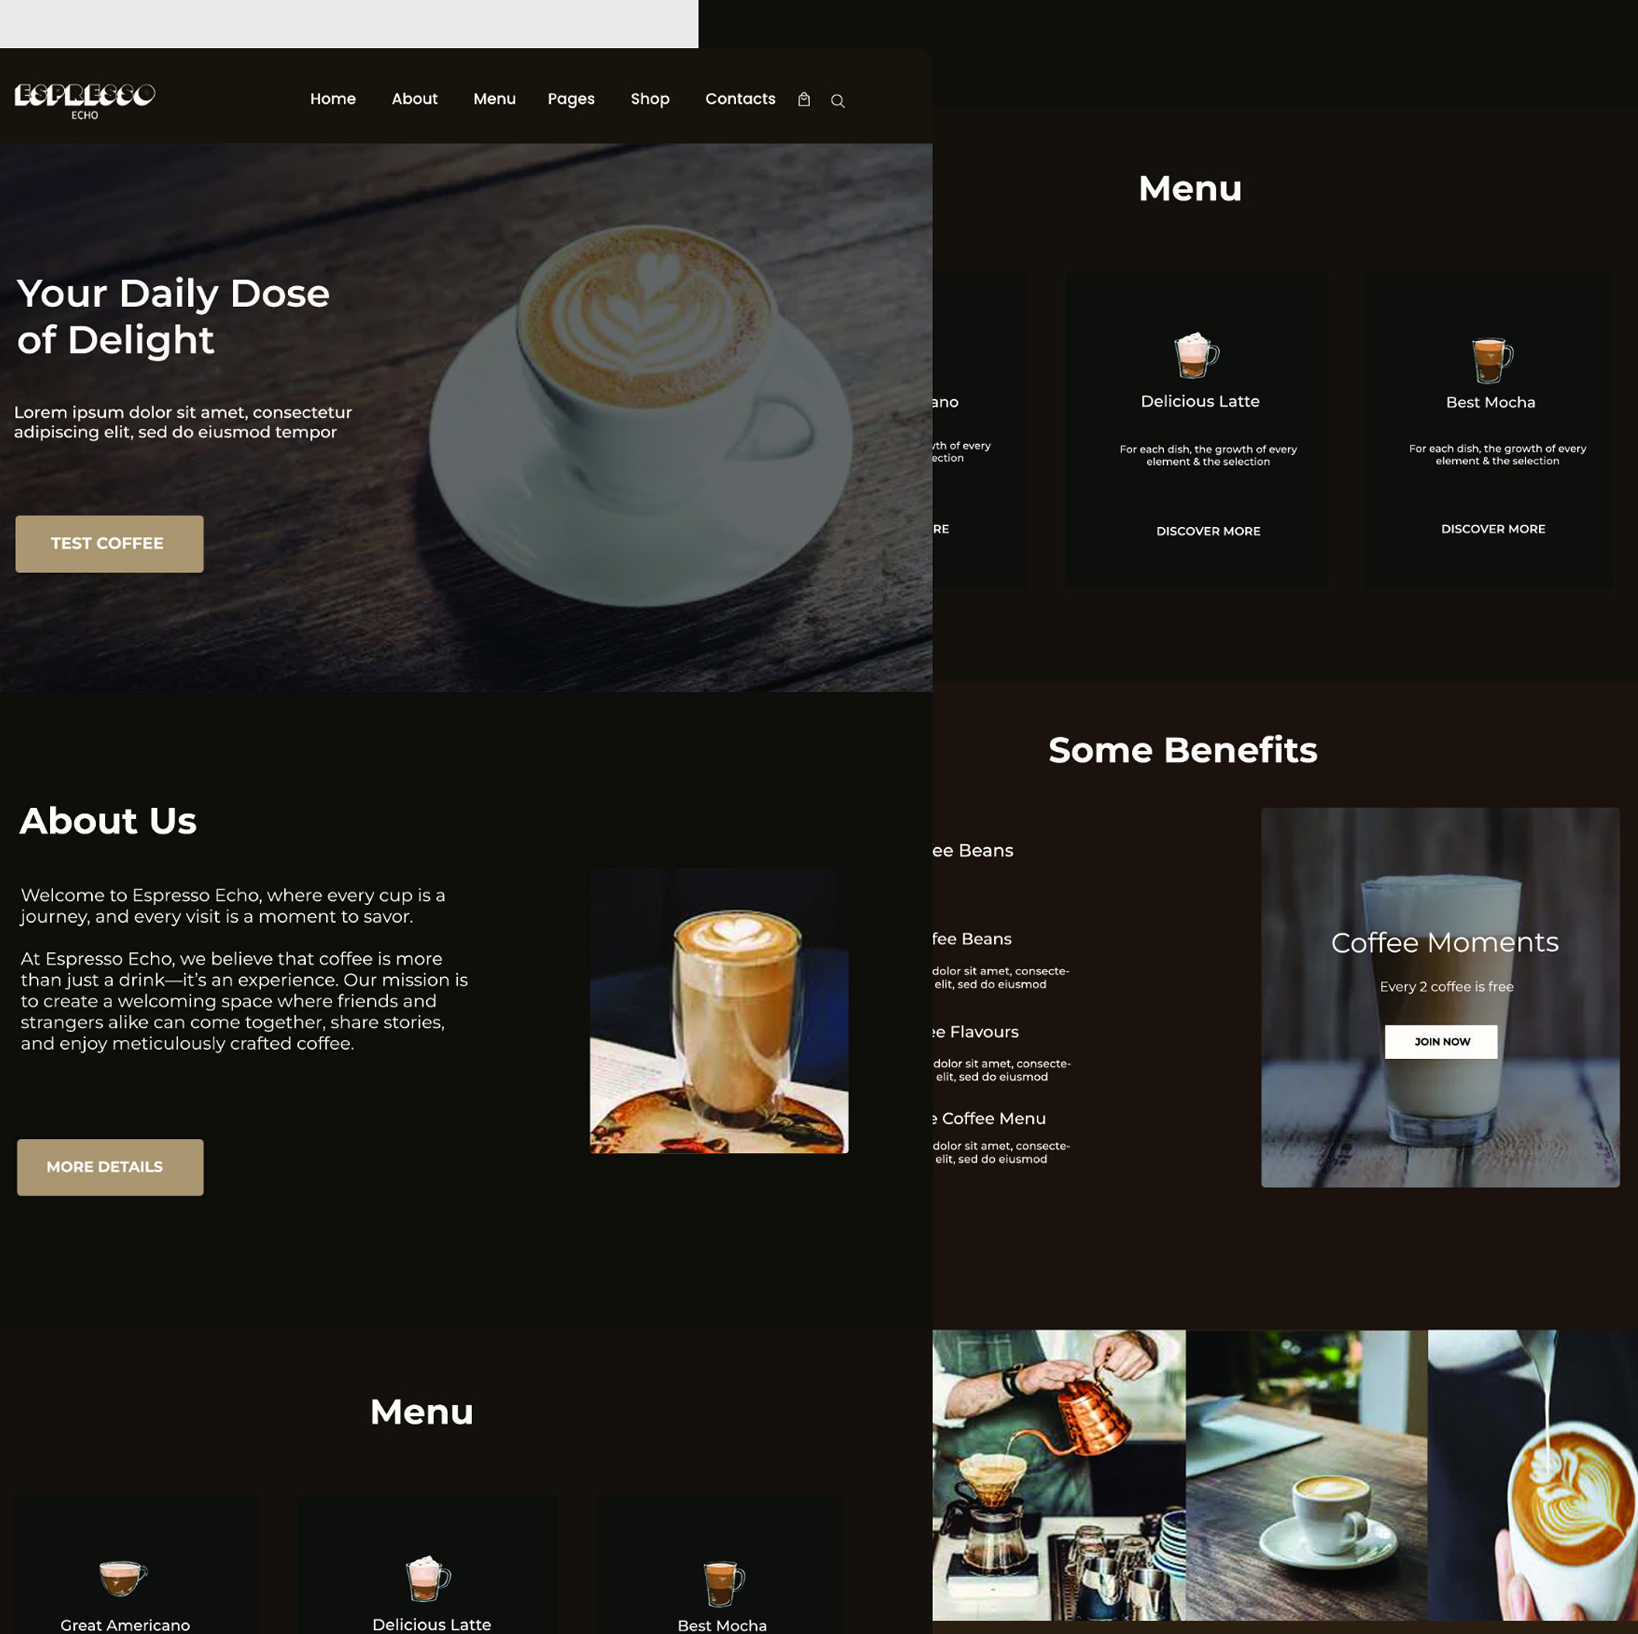 ESPRESSO
ECHO
Home About Menu Pages Shop Contacts
Your Daily Dose
of Delight
Lorem ipsum dolor sit amet, consectetur
adipiscing elit, sed do eiusmod tempor
TEST COFFEE
About Us
Welcome to Espresso Echo, where every cup is a
journey, and every visit is a moment to savor.
At Espresso Echo, we believe that coffee is more
than just a drink—it's an experience. Our mission is
to create a welcoming space where friends and
strangers alike can come together, share stories,
and enjoy meticulously crafted coffee.
MORE DETAILS
Menu
Great Americano
Delicious Latte
Best Mocha
Menu
ano
th of every
ection
RE
Delicious Latte
For each dish, the growth of every
element & the selection
DISCOVER MORE
Best Mocha
For each dish, the growth of every
element & the selection
DISCOVER MORE
Some Benefits
ee Beans
fee Beans
dolor sit amet, consecte-
elit, sed do eiusmod
e Flavours
dolor sit amet, consecte-
elit, sed do eiusmod
e Coffee Menu
dolor sit amet, consecte-
elit, sed do eiusmod
Coffee Moments
Every 2 coffee is free
JOIN NOW